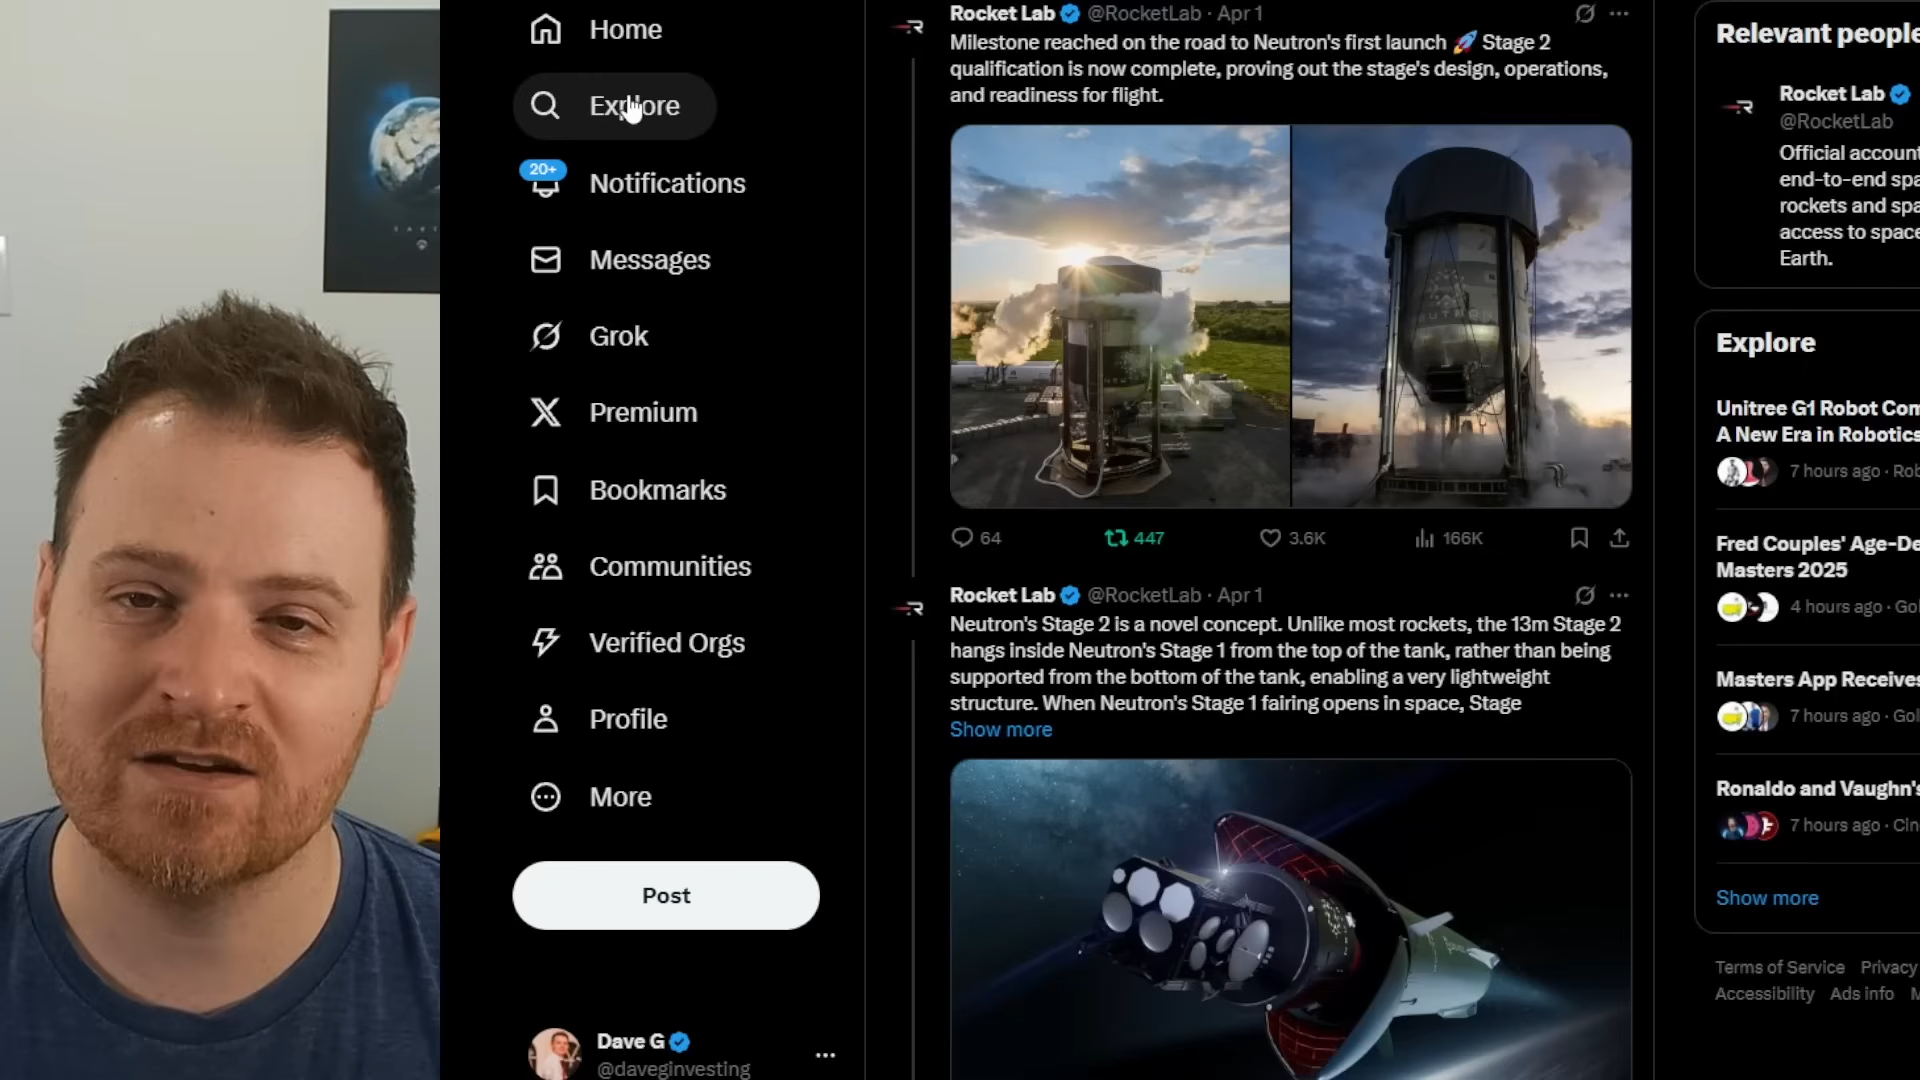 EARTH
Home
Explore
20+
Notifications
Messages
Grok
Premium
Bookmarks
Communities
Verified Orgs
Profile
More
Post
Dave G
@daveginvesting
Rocket Lab @RocketLab · Apr 1
Milestone reached on the road to Neutron's first launch 🚀 Stage 2
qualification is now complete, proving out the stage's design, operations,
and readiness for flight.
NEUTRON
64
447
3.6K
166K
Rocket Lab @RocketLab · Apr 1
Neutron's Stage 2 is a novel concept. Unlike most rockets, the 13m Stage 2
hangs inside Neutron's Stage 1 from the top of the tank, rather than being
supported from the bottom of the tank, enabling a very lightweight
structure. When Neutron's Stage 1 fairing opens in space, Stage
Show more
Relevant people
Rocket Lab
@RocketLab
Official account
end-to-end spa
rockets and spa
access to space
Earth.
Explore
Unitree G1 Robot Com
A New Era in Robotics
7 hours ago · Rob
Fred Couples' Age-De
Masters 2025
4 hours ago · Gol
Masters App Receives
7 hours ago · Gol
Ronaldo and Vaughn's
7 hours ago · Cin
Show more
Terms of Service Privacy
Accessibility Ads info M